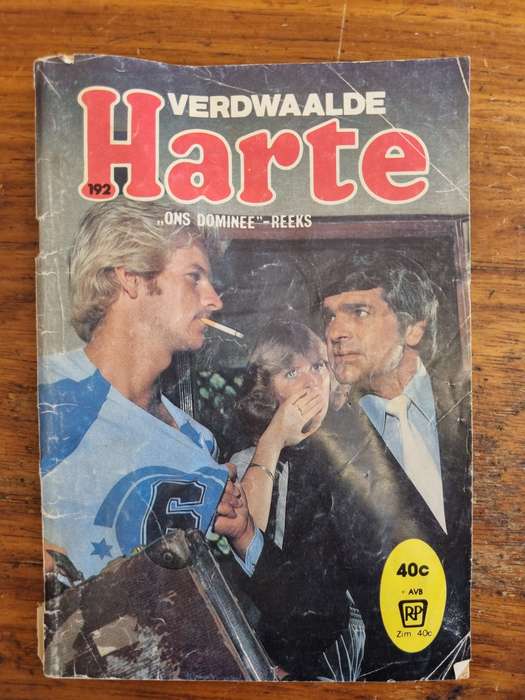 VERDWAALDE
Harte
192
„ONS DOMINEE”-REEKS
6
40c
+ AVB
RP
Zim 40c